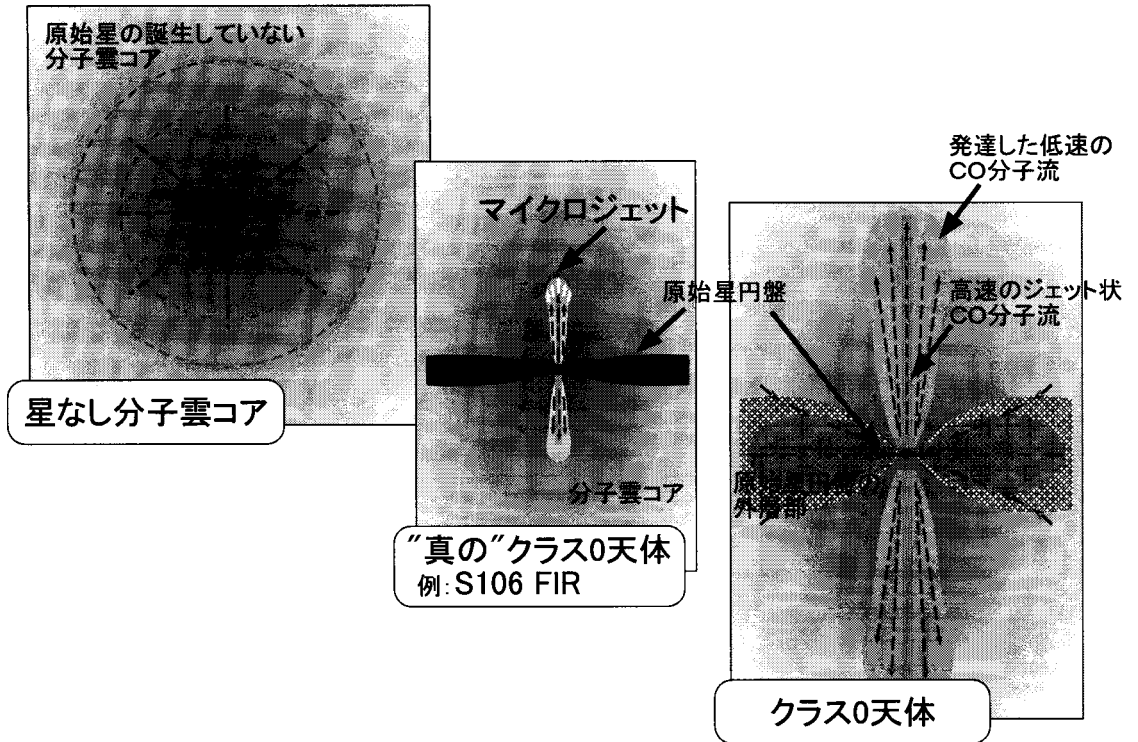 原始星の誕生していない
分子雲コア
星なし分子雲コア
マイクロジェット
原始星円盤
分子雲コア
"真の"クラス0天体
例:S106 FIR
発達した低速の
CO分子流
高速のジェット状
CO分子流
原始星円盤の
外層部
クラス0天体